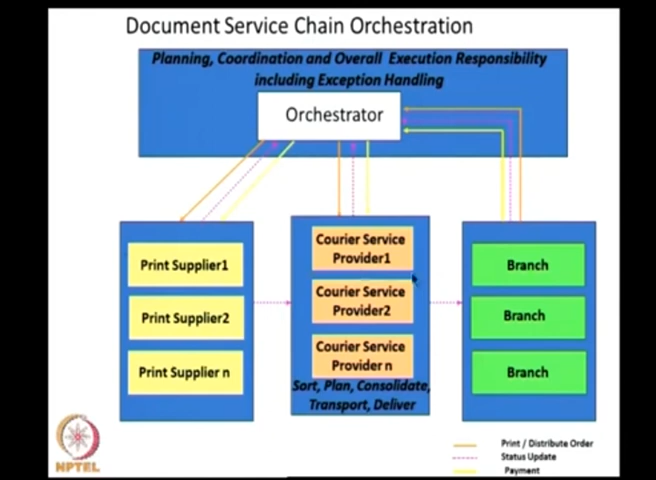 Document Service Chain Orchestration
Planning, Coordination and Overall Execution Responsibility
including Exception Handling
Orchestrator
Print Supplier1
Print Supplier2
Print Supplier n
Courier Service
Provider1
Courier Service
Provider2
Courier Service
Provider n
Sort, Plan, Consolidate,
Transport, Deliver
Branch
Branch
Branch
Print / Distribute Order
Status Update
Payment
NPTEL